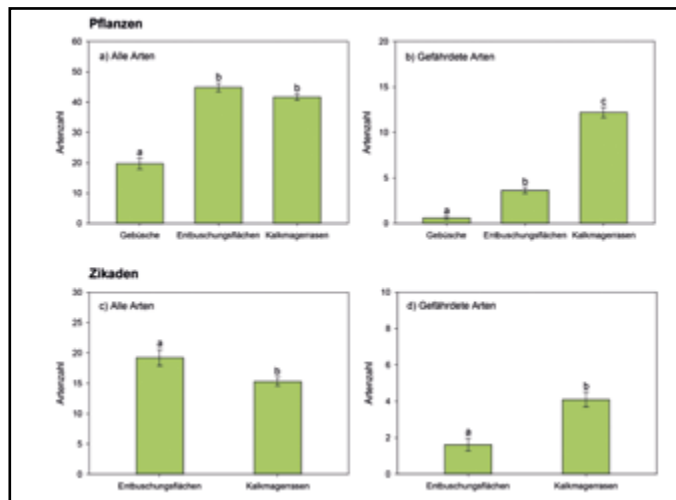 Pflanzen
a) Alle Arten
Artenzahl
60
50
40
30
20
10
0
a
b
b
Gebüsche Entbuschungsflächen Kalkmagerrasen
b) Gefährdete Arten
Artenzahl
20
15
10
5
0
a
b
c
Gebüsche Entbuschungsflächen Kalkmagerrasen
Zikaden
c) Alle Arten
Artenzahl
30
25
20
15
10
5
0
a
b
Entbuschungsflächen Kalkmagerrasen
d) Gefährdete Arten
Artenzahl
10
8
6
4
2
0
a
b
Entbuschungsflächen Kalkmagerrasen